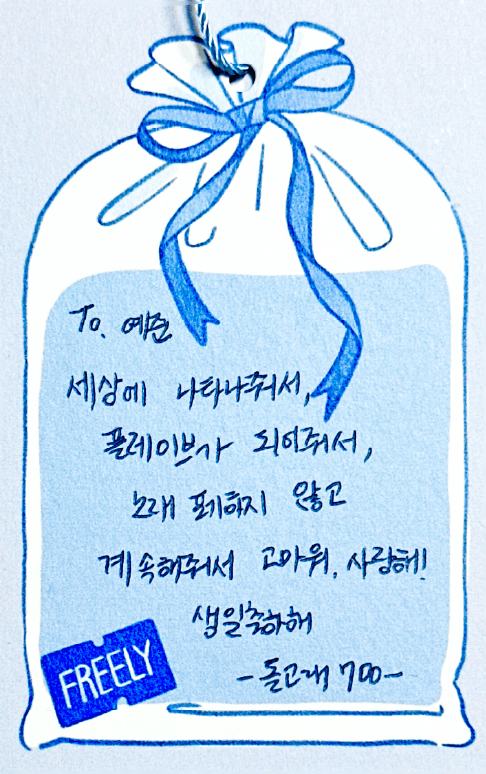 To. 예준
세상에 나타나줘서,
플레이브가 되어줘서,
노래 포기하지 않고
계속해줘서 고마워, 사랑해!
생일축하해
FREELY
-돌고래 700-